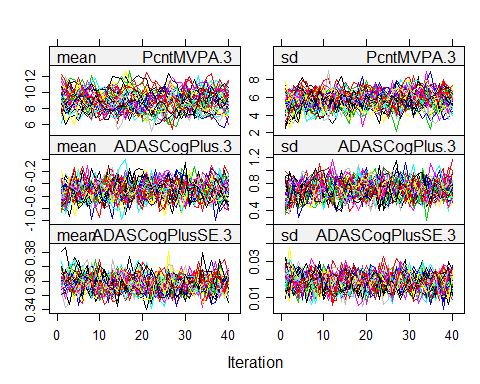 mean PcntMVPA.3 sd PcntMVPA.3
6 8 10 12 2 4 6 8
mean ADASCogPlus.3 sd ADASCogPlus.3
-1.0 -0.6 -0.2 0.4 0.8 1.2
mean ADASCogPlusSE.3 sd ADASCogPlusSE.3
0.34 0.36 0.38 0.01 0.03
0 10 20 30 40 0 10 20 30 40
Iteration